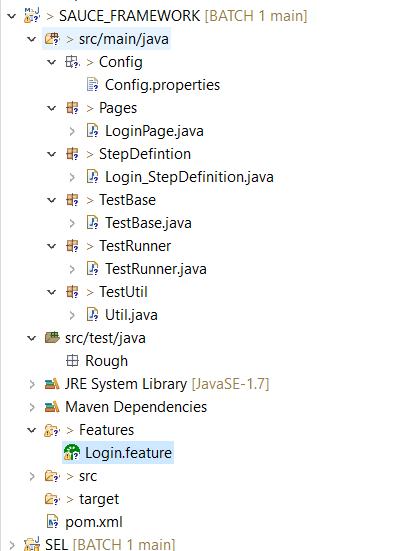 > SAUCE_FRAMEWORK [BATCH 1 main]
> src/main/java
> Config
Config.properties
> Pages
LoginPage.java
> StepDefintion
Login_StepDefinition.java
> TestBase
TestBase.java
> TestRunner
TestRunner.java
> TestUtil
Util.java
src/test/java
Rough
JRE System Library [JavaSE-1.7]
Maven Dependencies
> Features
Login.feature
> src
> target
pom.xml
SEL [BATCH 1 main]